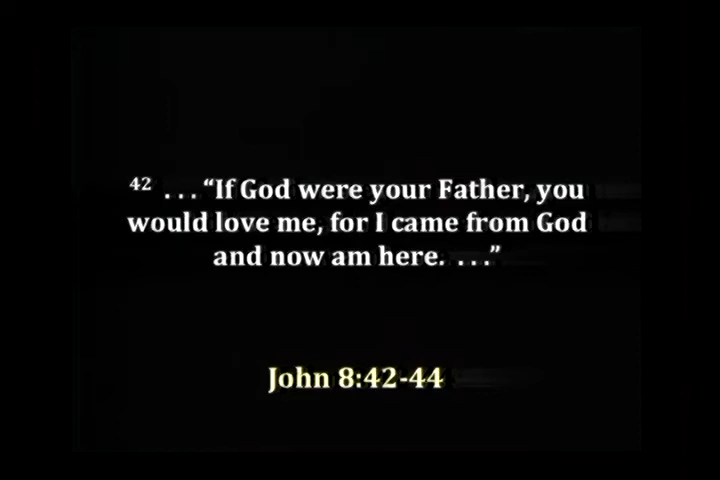 42 . . . “If God were your Father, you
would love me, for I came from God
and now am here. . . .”
John 8:42-44